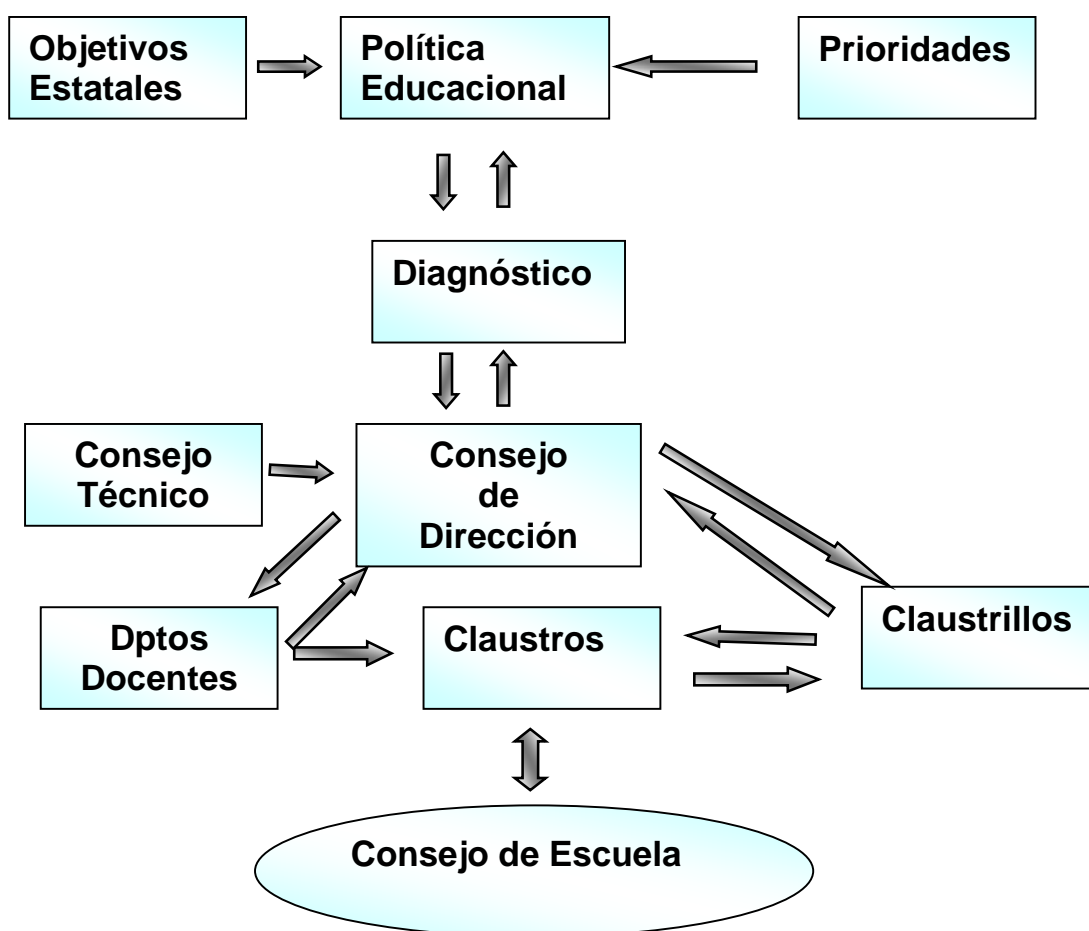 Objetivos
Estatales
Política
Educacional
Prioridades
Diagnóstico
Consejo
Técnico
Consejo
de
Dirección
Dptos
Docentes
Claustros
Claustrillos
Consejo de Escuela